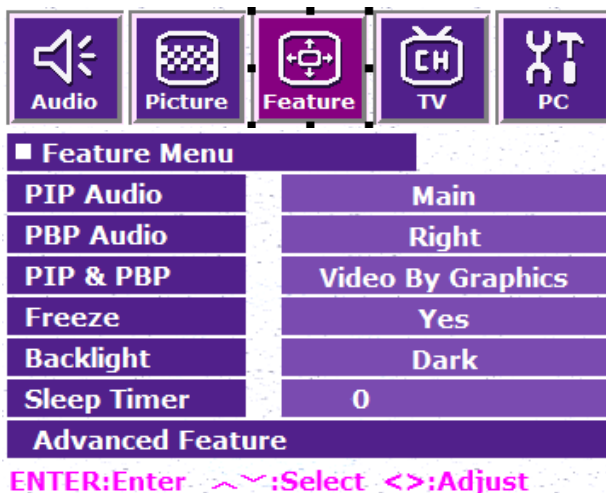 Audio Picture Feature CH TV PC
Feature Menu
PIP Audio Main
PBP Audio Right
PIP & PBP Video By Graphics
Freeze Yes
Backlight Dark
Sleep Timer 0
Advanced Feature
ENTER:Enter ︿﹀:Select <>:Adjust